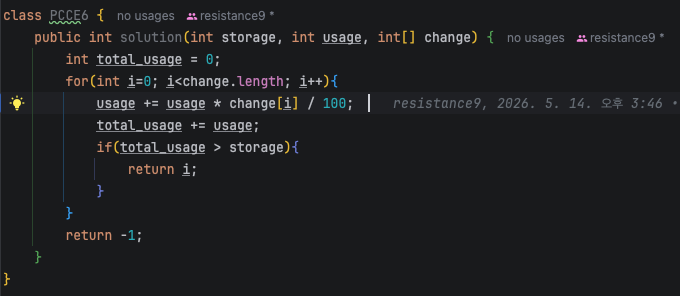 class PCCE6 {   no usages   resistance9 *
    public int solution(int storage, int usage, int[] change) {   no usages   resistance9 *
        int total_usage = 0;
        for(int i=0; i<change.length; i++){
            usage += usage * change[i] / 100;   resistance9, 2026. 5. 14. 오후 3:46 •
            total_usage += usage;
            if(total_usage > storage){
                return i;
            }
        }
        return -1;
    }
}